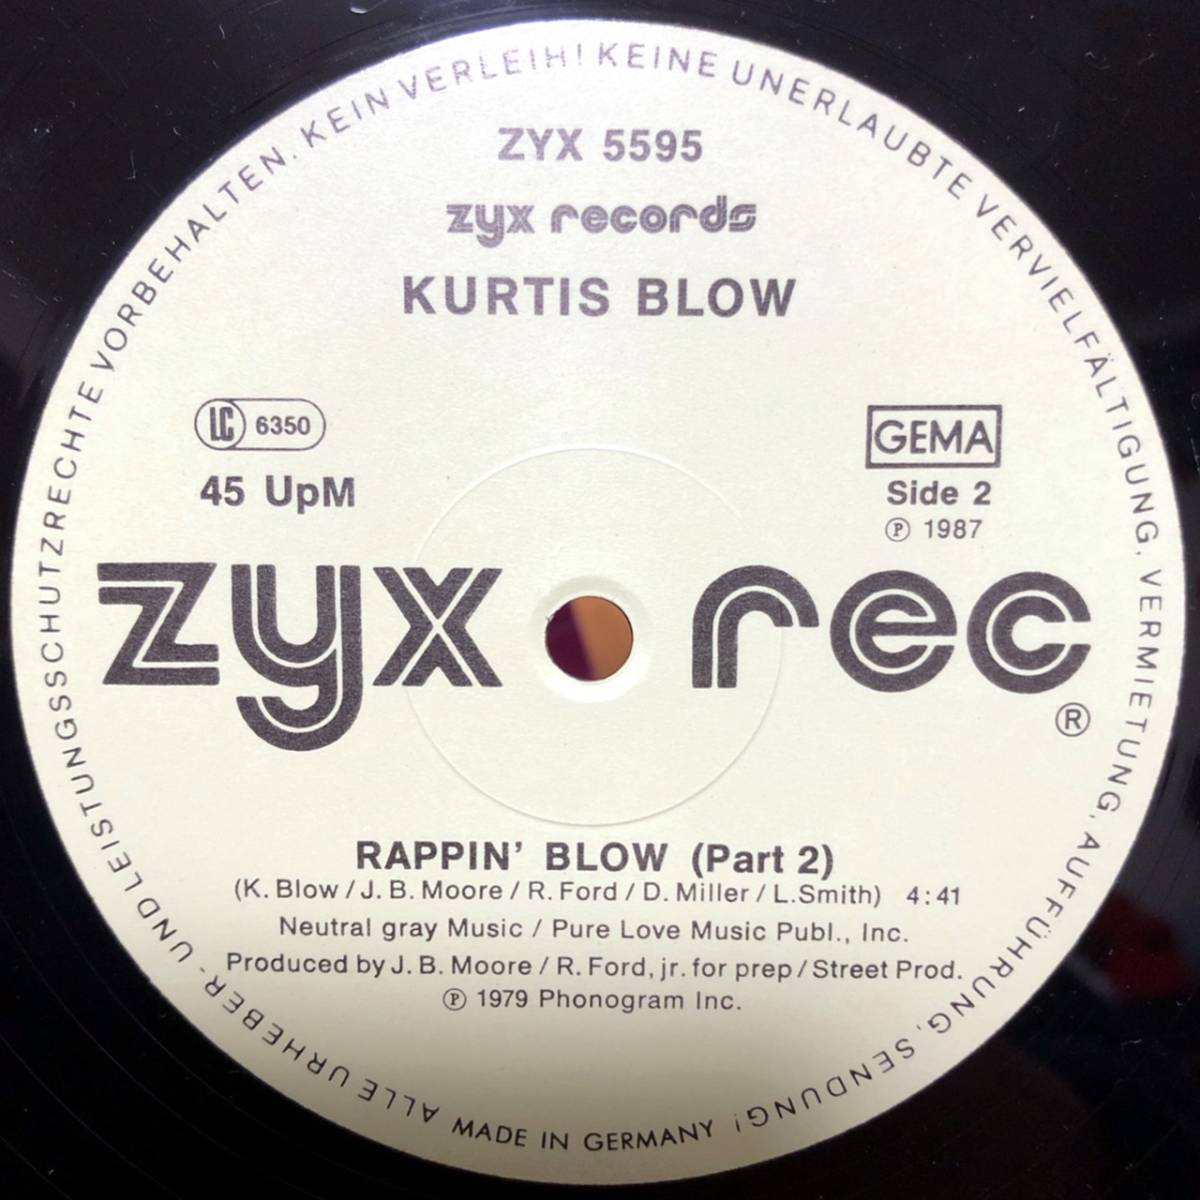 ALLE URHEBER- UND LEISTUNGSSCHUTZRECHTE VORBEHALTEN. KEIN VERLEIH! KEINE UNERLAUBTE VERVIELFÄLTIGUNG, VERMIETUNG, AUFFÜHRUNG, SENDUNG!
ZYX 5595
zyx records
KURTIS BLOW
LC 6350
GEMA
45 UpM
Side 2
Ⓟ 1987
zyx rec
®
RAPPIN' BLOW (Part 2)
(K. Blow / J. B. Moore / R. Ford / D. Miller / L.Smith) 4:41
Neutral gray Music / Pure Love Music Publ., Inc.
Produced by J. B. Moore / R. Ford, jr. for prep / Street Prod.
Ⓟ 1979 Phonogram Inc.
MADE IN GERMANY